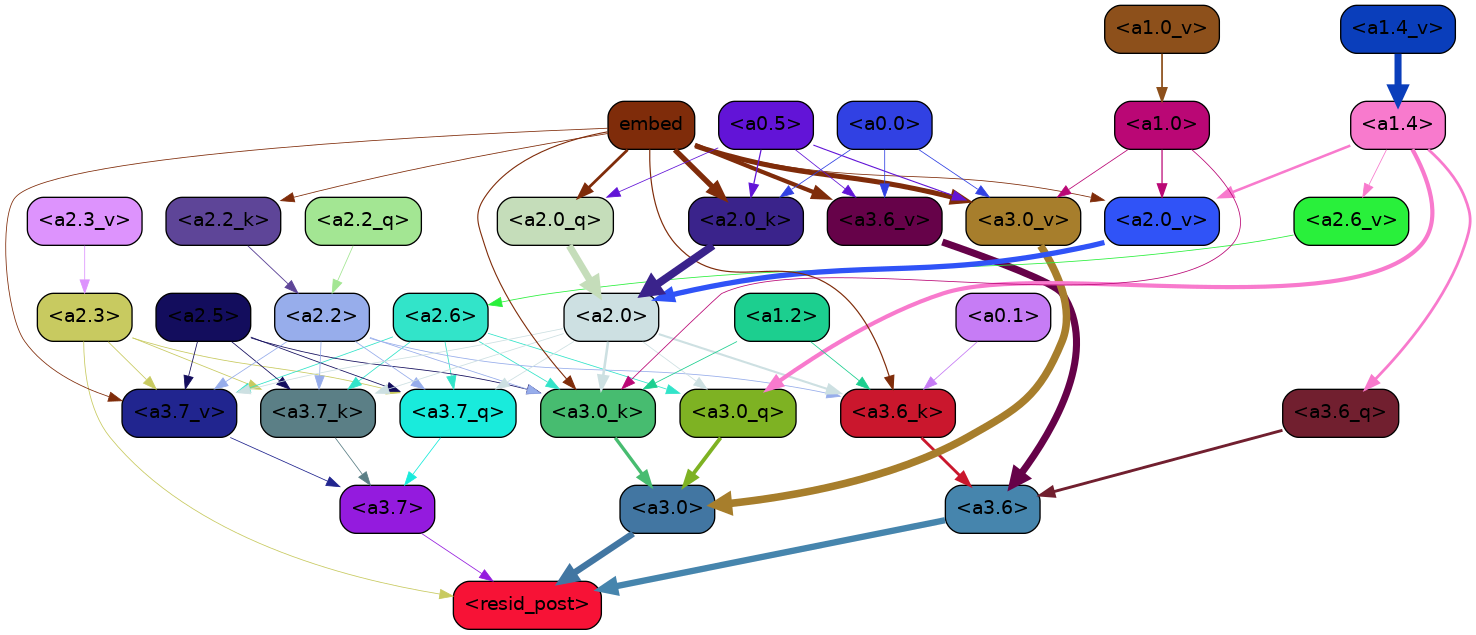 <a1.0_v> <a1.4_v>
embed <a0.5> <a0.0> <a1.0> <a1.4>
<a2.3_v> <a2.2_k> <a2.2_q> <a2.0_q> <a2.0_k> <a3.6_v> <a3.0_v> <a2.0_v> <a2.6_v>
<a2.3> <a2.5> <a2.2> <a2.6> <a2.0> <a1.2> <a0.1>
<a3.7_v> <a3.7_k> <a3.7_q> <a3.0_k> <a3.0_q> <a3.6_k> <a3.6_q>
<a3.7> <a3.0> <a3.6>
<resid_post>